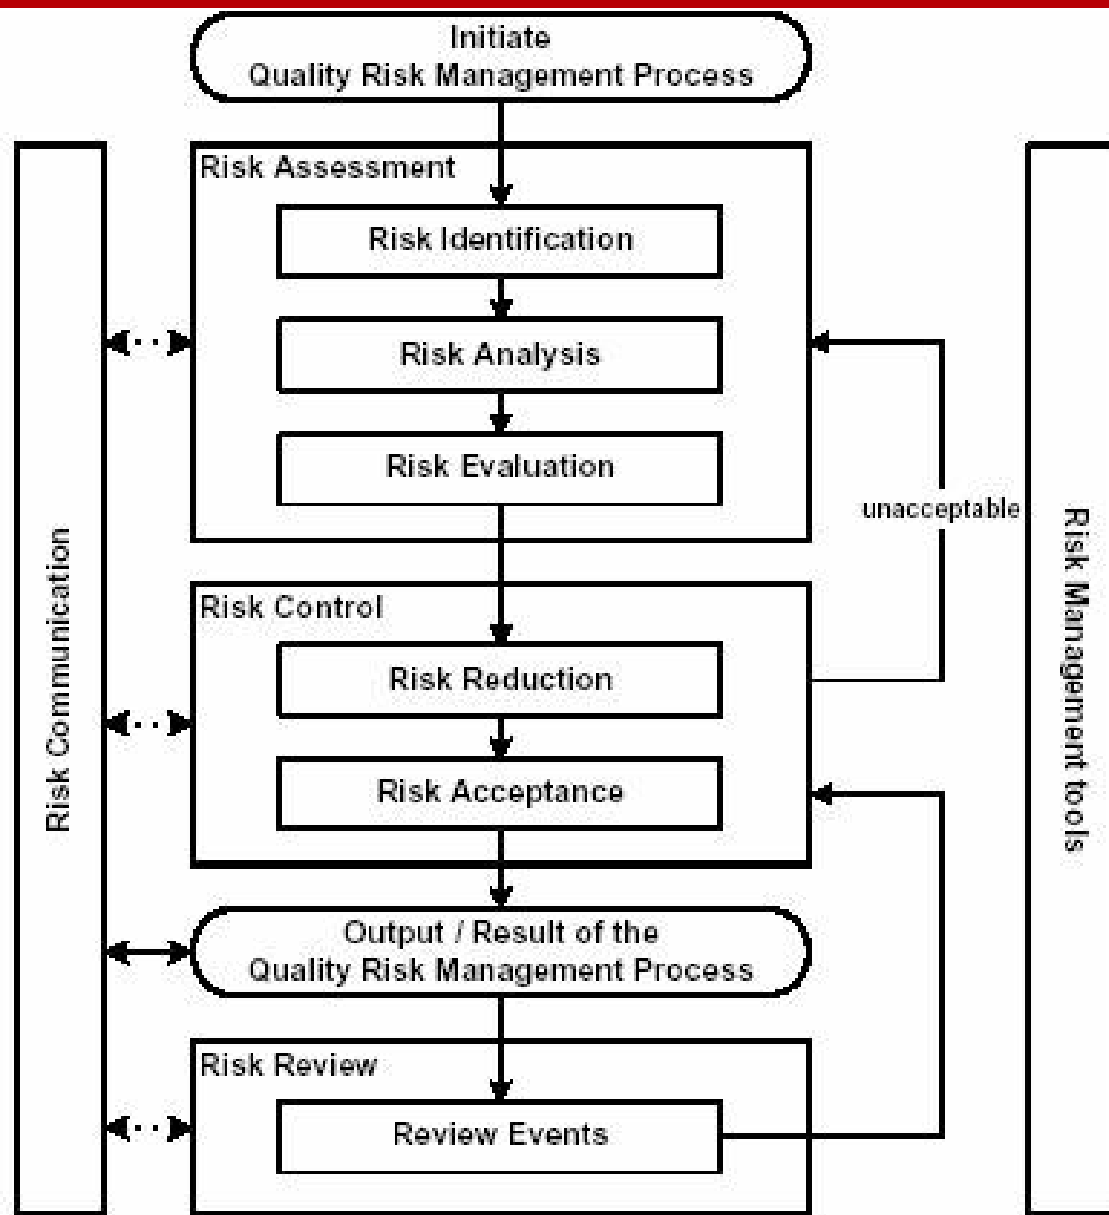 Initiate
Quality Risk Management Process
Risk Assessment
Risk Identification
Risk Analysis
Risk Evaluation
unacceptable
Risk Control
Risk Reduction
Risk Acceptance
Output / Result of the
Quality Risk Management Process
Risk Review
Review Events
Risk Communication
Risk Management tools